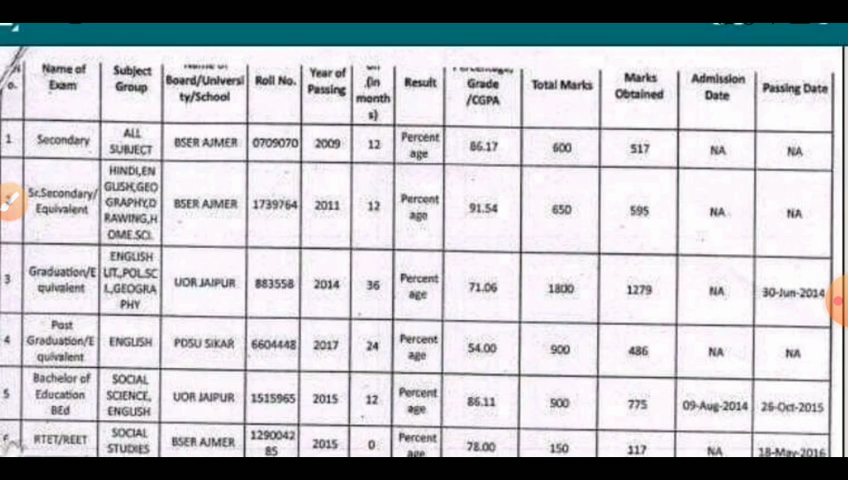 Name of Exam | Subject Group | Board/University/School | Roll No. | Year of Passing | (in months) | Result | Grade /CGPA | Total Marks | Marks Obtained | Admission Date | Passing Date
1 | Secondary | ALL SUBJECT | BSER AJMER | 0709070 | 2009 | 12 | Percentage | 86.17 | 600 | 517 | NA | NA
Sr.Secondary/Equivalent | HINDI,ENGLISH,GEOGRAPHY,DRAWING,HOME.SCI. | BSER AJMER | 1739764 | 2011 | 12 | Percentage | 91.54 | 650 | 595 | NA | NA
3 | Graduation/Equivalent | ENGLISH LIT.,POL.SCI.,GEOGRAPHY | UOR JAIPUR | 883558 | 2014 | 36 | Percentage | 71.06 | 1800 | 1279 | NA | 30-Jun-2014
4 | Post Graduation/Equivalent | ENGLISH | PDSU SIKAR | 6604448 | 2017 | 24 | Percentage | 54.00 | 900 | 486 | NA | NA
5 | Bachelor of Education BEd | SOCIAL SCIENCE, ENGLISH | UOR JAIPUR | 1515965 | 2015 | 12 | Percentage | 86.11 | 900 | 775 | 09-Aug-2014 | 26-Oct-2015
RTET/REET | SOCIAL STUDIES | BSER AJMER | 129004285 | 2015 | 0 | Percentage | 78.00 | 150 | 117 | NA | 18-May-2016